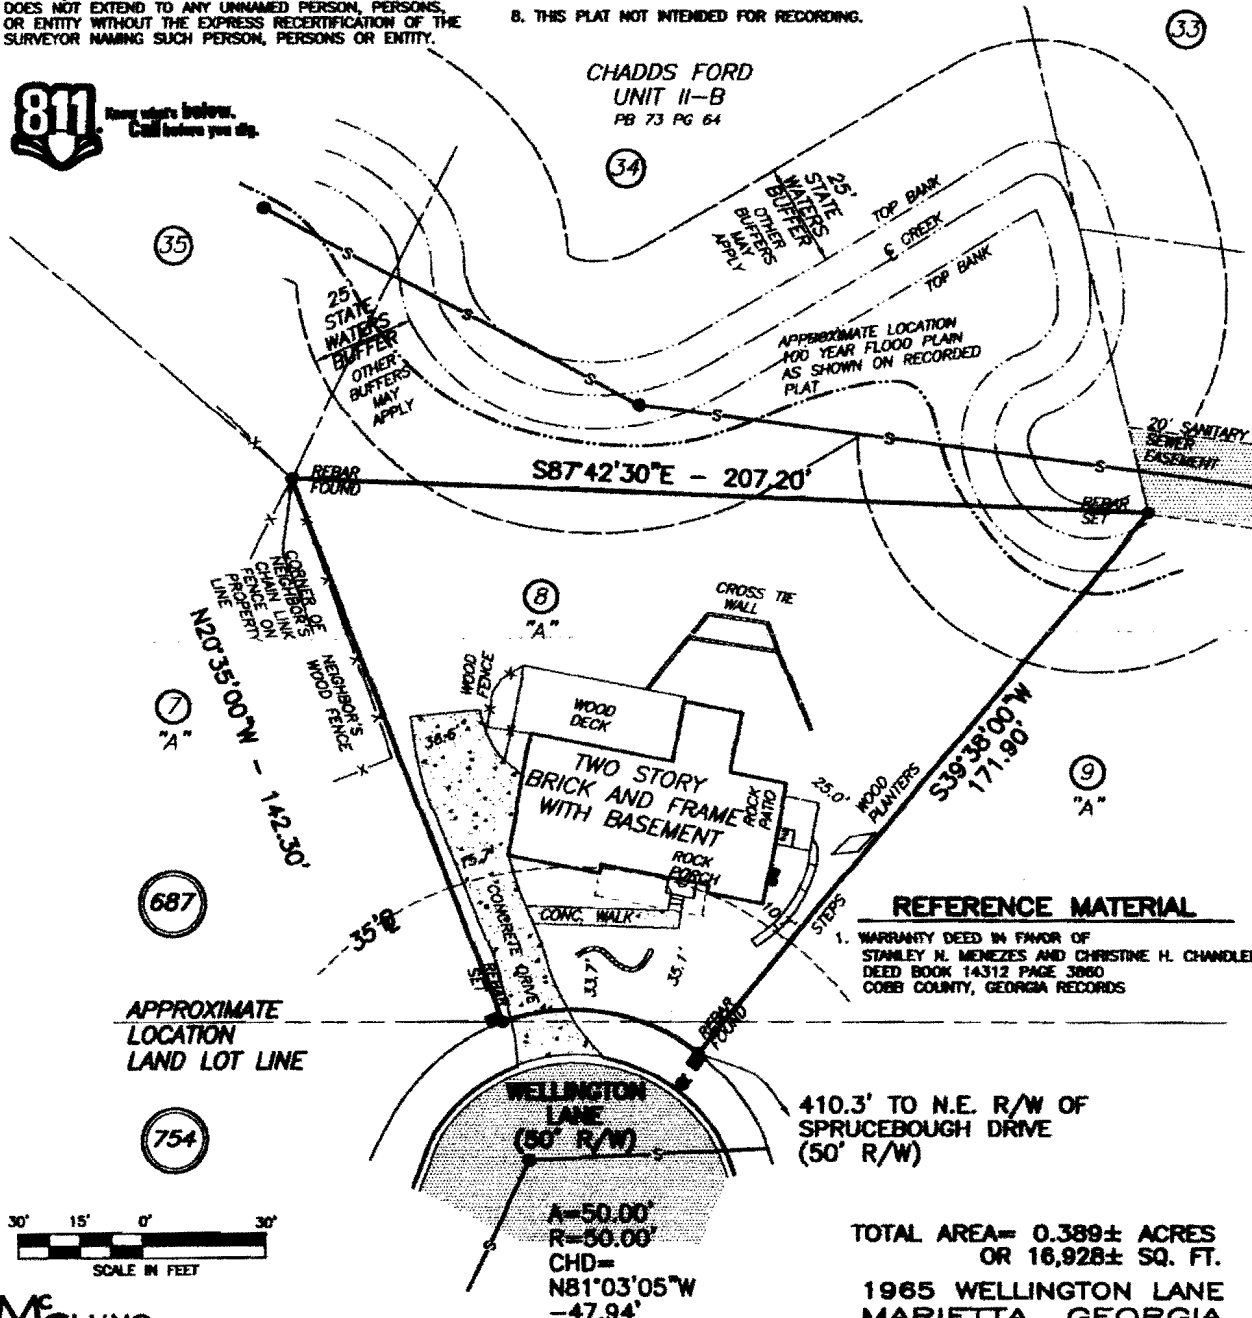 DOES NOT EXTEND TO ANY UNNAMED PERSON, PERSONS,
OR ENTITY WITHOUT THE EXPRESS RECERTIFICATION OF THE
SURVEYOR NAMING SUCH PERSON, PERSONS OR ENTITY.
8. THIS PLAT NOT INTENDED FOR RECORDING.
33
811
Know what's below.
Call before you dig.
CHADDS FORD
UNIT II-B
PB 73 PG 64
34
35
25'
STATE
WATERS
BUFFER
OTHER
BUFFERS
MAY
APPLY
TOP BANK
℄ CREEK
TOP BANK
25'
STATE
WATERS
BUFFER
OTHER
BUFFERS
MAY
APPLY
APPROXIMATE LOCATION
100 YEAR FLOOD PLAIN
AS SHOWN ON RECORDED
PLAT
20' SANITARY
SEWER
EASEMENT
S
S
S
S
S
S
REBAR
FOUND
S87°42'30"E - 207.20'
REBAR
SET
CORNER OF
NEIGHBOR'S
CHAIN LINK
FENCE ON
PROPERTY
LINE
N20°35'00"W - 142.30'
NEIGHBOR'S
WOOD FENCE
8
"A"
CROSS TIE
WALL
7
"A"
WOOD
FENCE
WOOD
DECK
36.6'
TWO STORY
BRICK AND FRAME
WITH BASEMENT
ROCK
PATIO
25.0'
WOOD
PLANTERS
S39°38'00"W
171.90'
9
"A"
15.7'
ROCK
PORCH
687
35'
CONCRETE DRIVE
CONC. WALK
STEPS
33.7'
35.1'
REBAR
SET
REBAR
FOUND
REFERENCE MATERIAL
1. WARRANTY DEED IN FAVOR OF
STANLEY N. MENEZES AND CHRISTINE H. CHANDLER
DEED BOOK 14312 PAGE 3860
COBB COUNTY, GEORGIA RECORDS
APPROXIMATE
LOCATION
LAND LOT LINE
754
WELLINGTON
LANE
(50' R/W)
S
S
410.3' TO N.E. R/W OF
SPRUCEBOUGH DRIVE
(50' R/W)
A=50.00'
R=50.00'
CHD=
N81°03'05"W
-47.94'
30' 15' 0' 30'
SCALE IN FEET
TOTAL AREA= 0.389± ACRES
OR 16,928± SQ. FT.
1965 WELLINGTON LANE
MARIETTA, GEORGIA